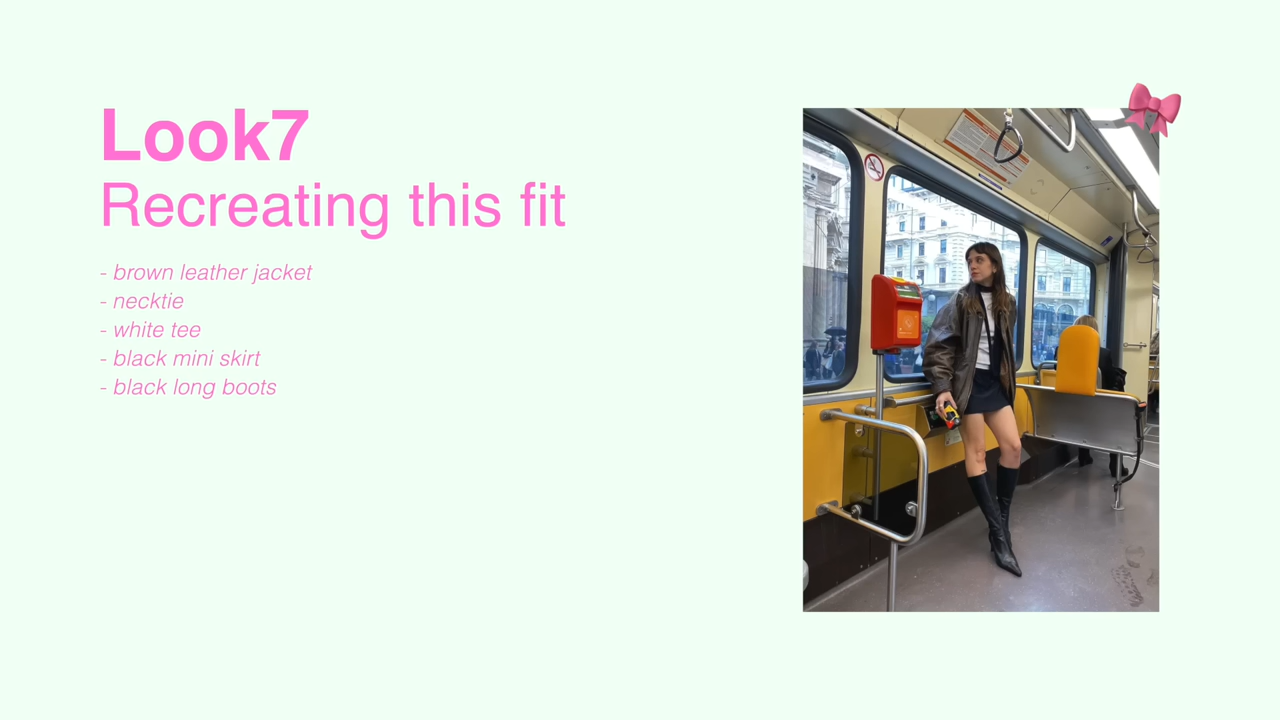 Look7
Recreating this fit
- brown leather jacket
- necktie
- white tee
- black mini skirt
- black long boots